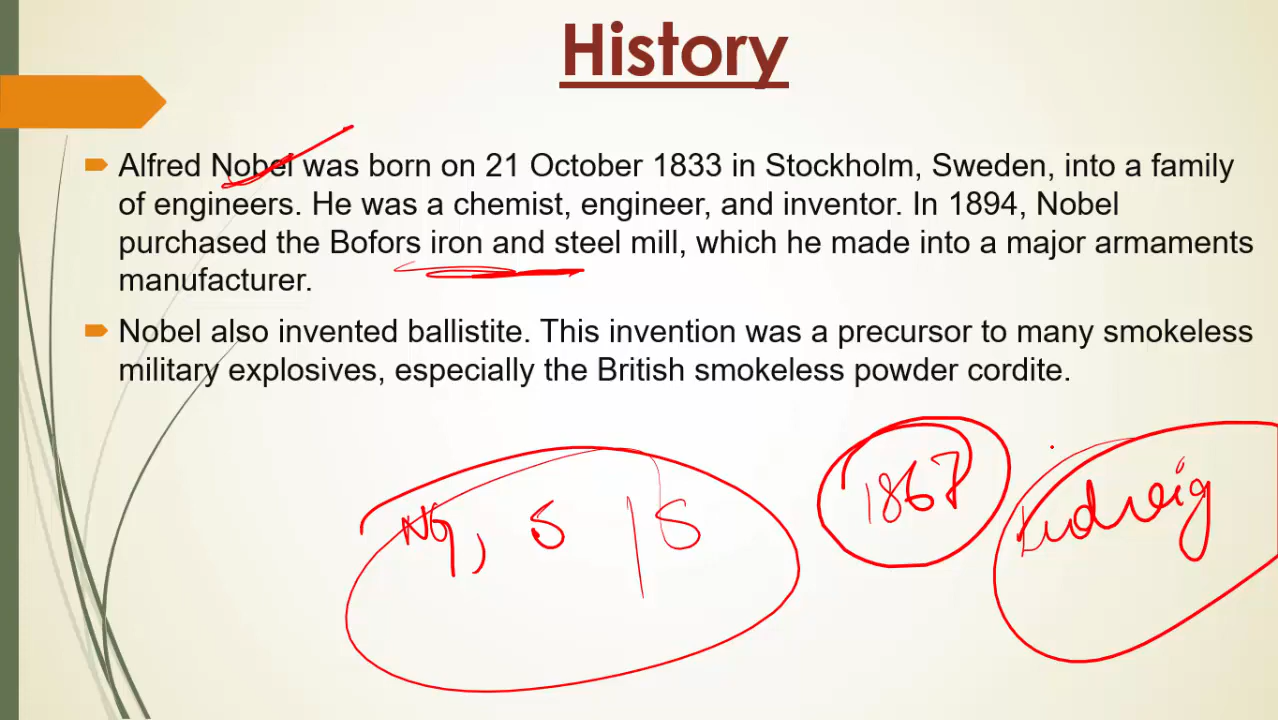 History
Alfred Nobel was born on 21 October 1833 in Stockholm, Sweden, into a family
of engineers. He was a chemist, engineer, and inventor. In 1894, Nobel
purchased the Bofors iron and steel mill, which he made into a major armaments
manufacturer.
Nobel also invented ballistite. This invention was a precursor to many smokeless
military explosives, especially the British smokeless powder cordite.
NG, S | S
1867
Ludweig